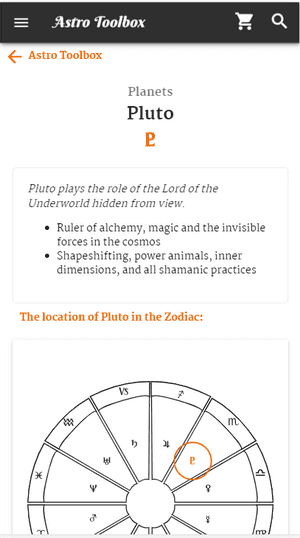 Astro Toolbox
Astro Toolbox
Planets
Pluto
♇
Pluto plays the role of the Lord of the
Underworld hidden from view.
• Ruler of alchemy, magic and the invisible
forces in the cosmos
• Shapeshifting, power animals, inner
dimensions, and all shamanic practices
The location of Pluto in the Zodiac:
♑ ♐
♒ ♏
♄ ♃
♅ ♇
♓ ♎
♆ ♀
♂ ☿
♈ ♍